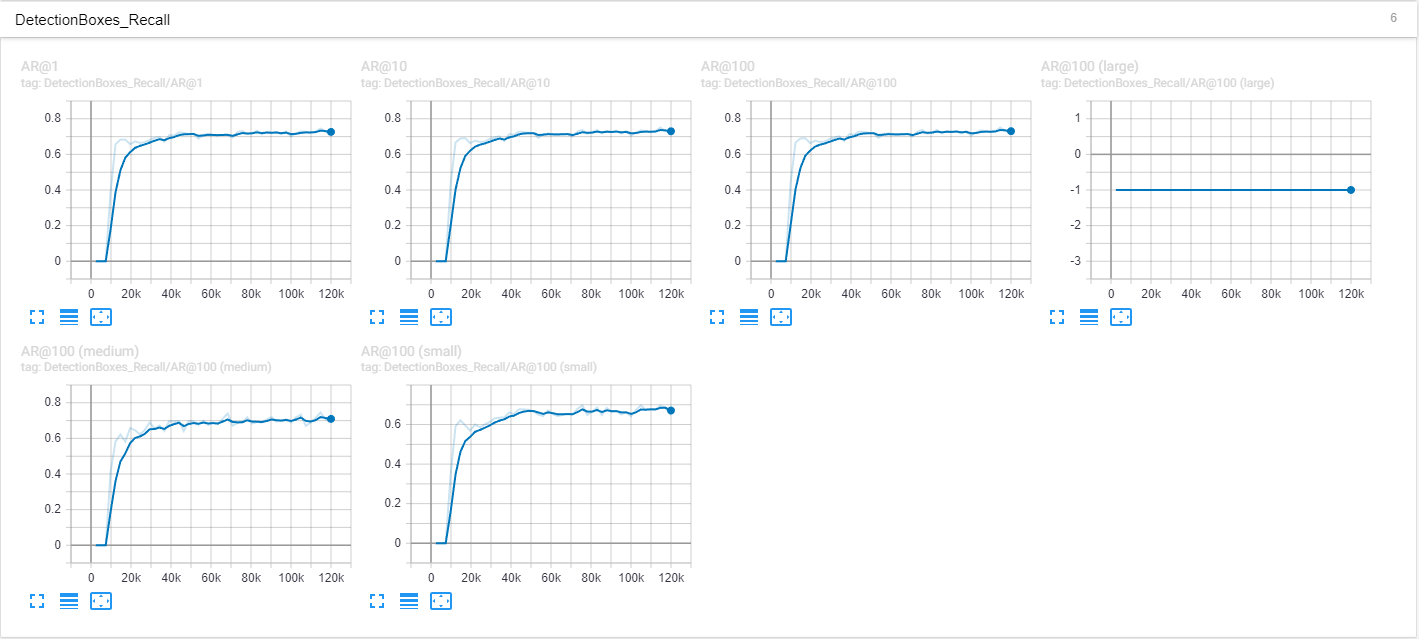 DetectionBoxes_Recall
6
AR@1
tag: DetectionBoxes_Recall/AR@1
0.8
0.6
0.4
0.2
0
0 20k 40k 60k 80k 100k 120k
AR@10
tag: DetectionBoxes_Recall/AR@10
0.8
0.6
0.4
0.2
0
0 20k 40k 60k 80k 100k 120k
AR@100
tag: DetectionBoxes_Recall/AR@100
0.8
0.6
0.4
0.2
0
0 20k 40k 60k 80k 100k 120k
AR@100 (large)
tag: DetectionBoxes_Recall/AR@100 (large)
1
0
-1
-2
-3
0 20k 40k 60k 80k 100k 120k
AR@100 (medium)
tag: DetectionBoxes_Recall/AR@100 (medium)
0.8
0.6
0.4
0.2
0
0 20k 40k 60k 80k 100k 120k
AR@100 (small)
tag: DetectionBoxes_Recall/AR@100 (small)
0.6
0.4
0.2
0
0 20k 40k 60k 80k 100k 120k